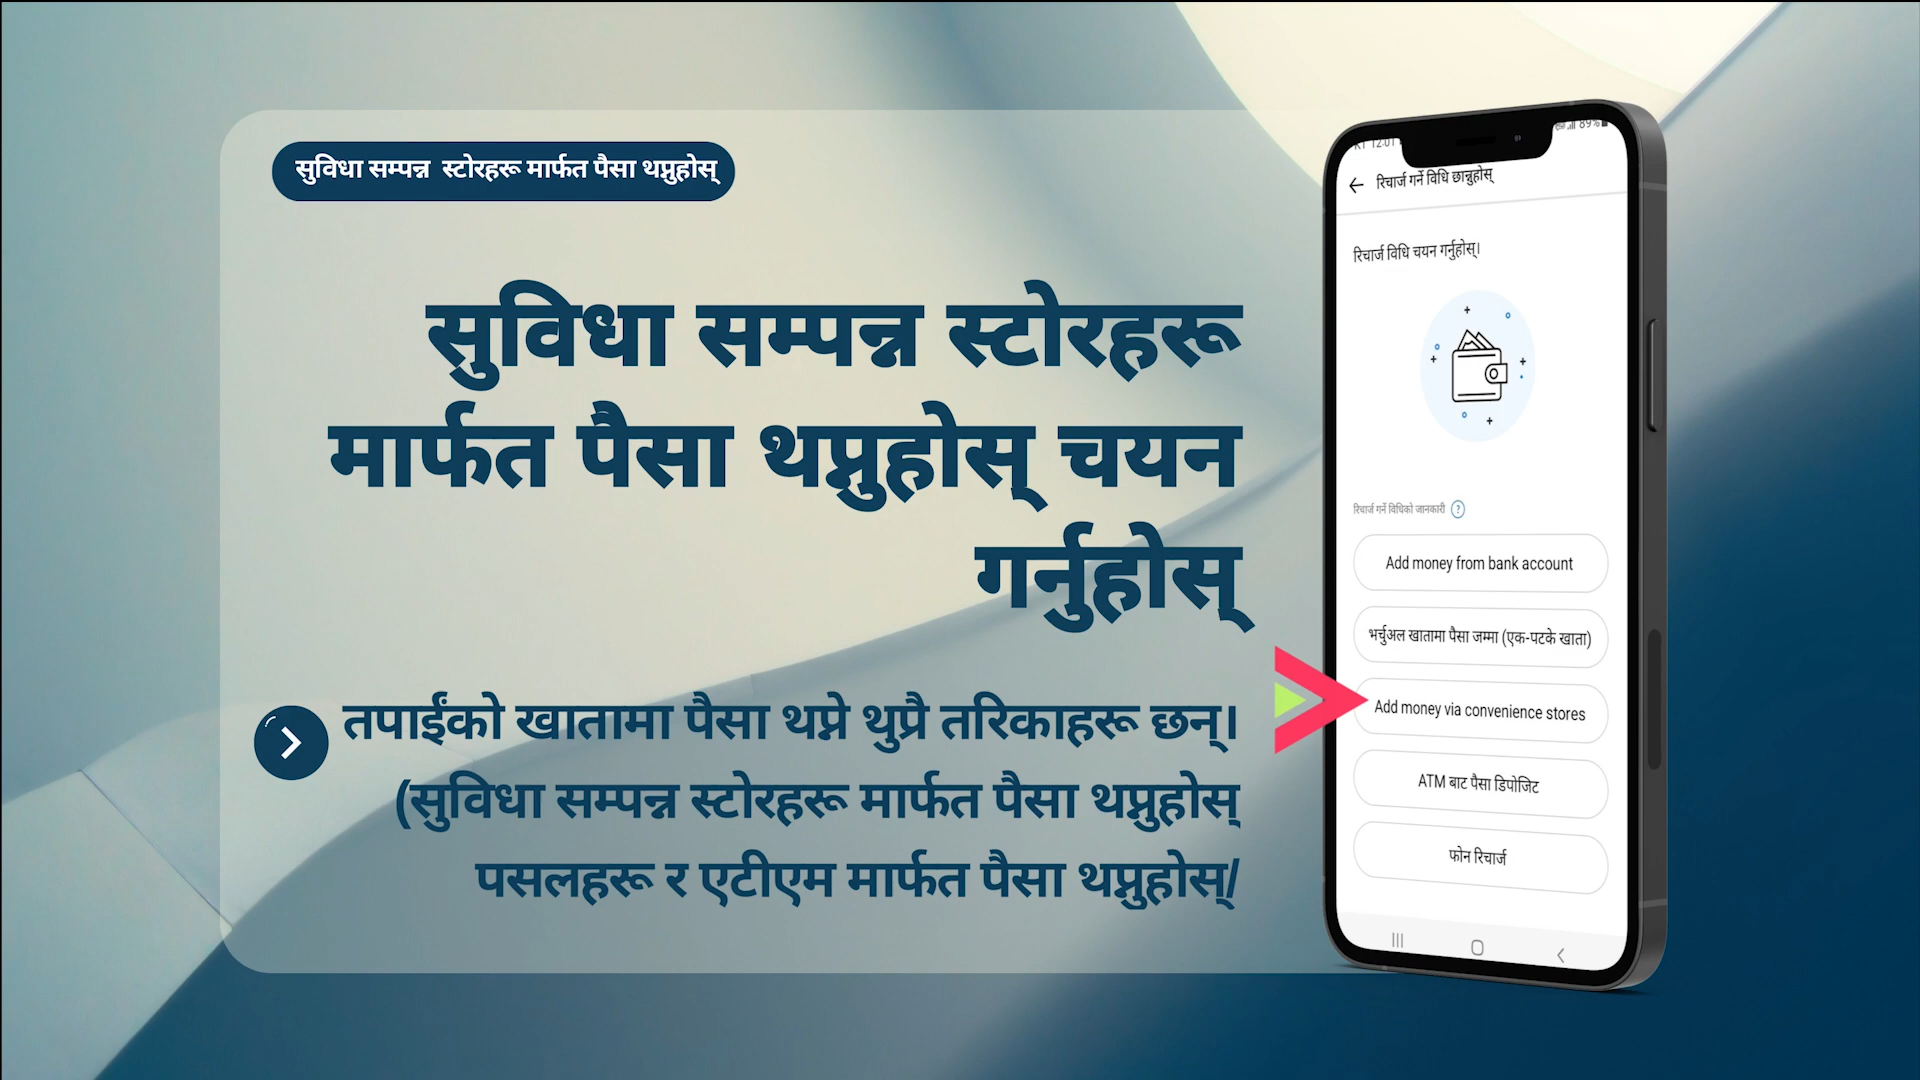 सुविधा सम्पन्न स्टोरहरू मार्फत पैसा थप्नुहोस्
सुविधा सम्पन्न स्टोरहरू
मार्फत पैसा थप्नुहोस् चयन
गर्नुहोस्
तपाईंको खातामा पैसा थप्ने थुप्रै तरिकाहरू छन्।
(सुविधा सम्पन्न स्टोरहरू मार्फत पैसा थप्नुहोस्
पसलहरू र एटीएम मार्फत पैसा थप्नुहोस्/
89%
रिचार्ज गर्ने विधि छान्नुहोस्
रिचार्ज विधि चयन गर्नुहोस्।
रिचार्ज गर्ने विधिको जानकारी ?
Add money from bank account
भर्चुअल खातामा पैसा जम्मा (एक-पटके खाता)
Add money via convenience stores
ATM बाट पैसा डिपोजिट
फोन रिचार्ज